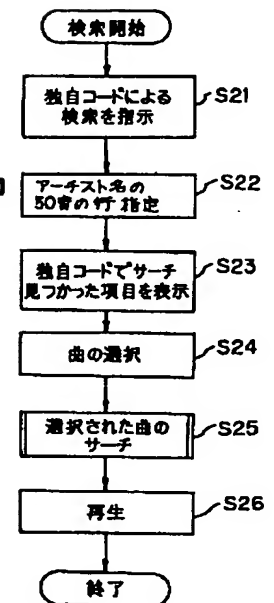 検索開始
独自コードによる
検索を指示
S21
アーチスト名の
50音の行指定
S22
独自コードでサーチ
見つかった項目を表示
S23
曲の選択
S24
選択された曲の
サーチ
S25
再生
S26
終了